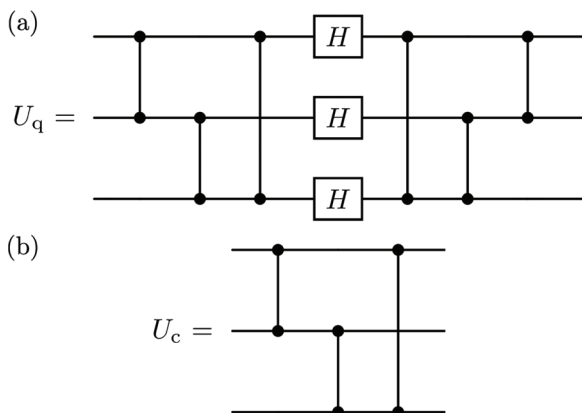 (a)
H
U_q =
H
H
(b)
U_c =